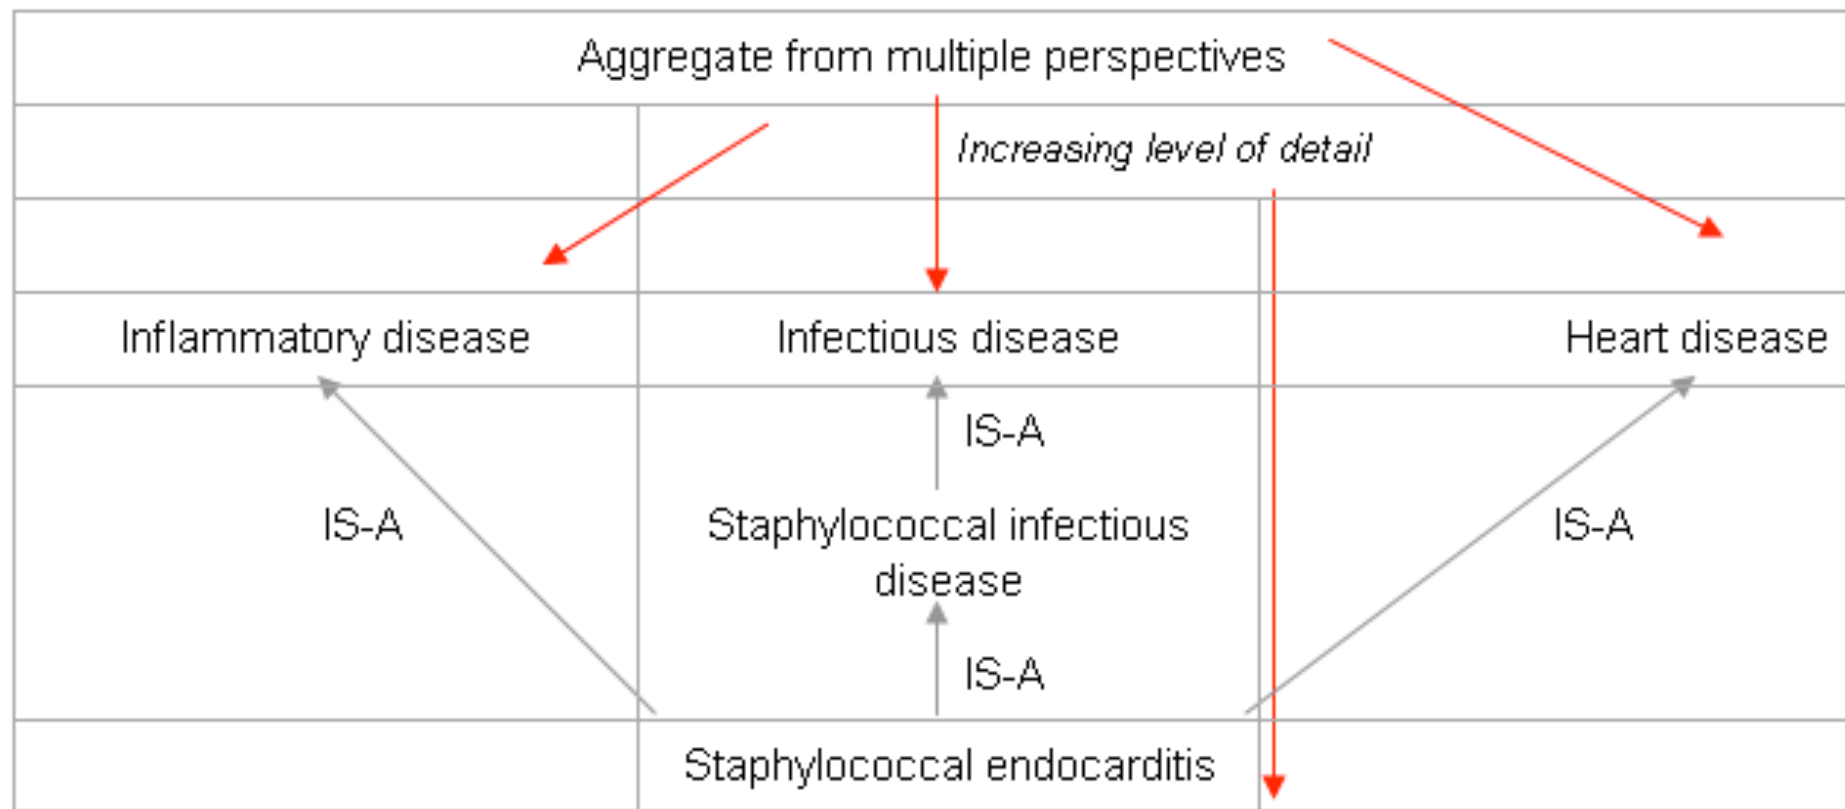 Aggregate from multiple perspectives
Increasing level of detail
Inflammatory disease
Infectious disease
Heart disease
IS-A
IS-A
Staphylococcal infectious
disease
IS-A
IS-A
Staphylococcal endocarditis